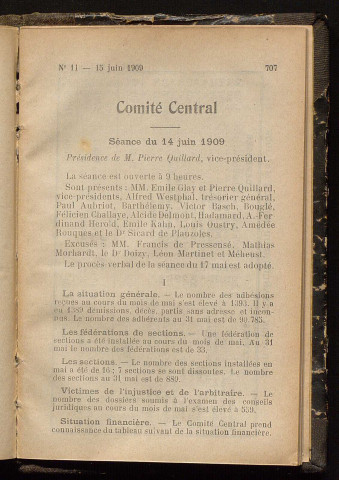 N° 11 — 15 juin 1909 707
Comité Central
Séance du 14 juin 1909
Présidence de M. Pierre Quillard, vice-président.
La séance est ouverte à 9 heures.
Sont présents : MM. Emile Glay et Pierre Quillard,
vice-présidents, Alfred Westphal, trésorier général,
Paul Aubriot, Barthélemy, Victor Basch, Bouglé,
Félicien Challaye, Alcide Delmont, Hadamard, A.-Fer-
dinand Herold, Emile Kahn, Louis Oustry, Amédée
Rouquès et le Dr Sicard de Plauzoles.
Excusés : MM. Francis de Pressensé, Mathias
Morhardt, le Dr Doizy, Léon Martinet et Méhenst.
Le procès-verbal de la séance du 17 mai est adopté.
I
La situation générale. — Le nombre des adhésions
reçues au cours du mois de mai s'est élevé à 1393. Il y a
eu 1389 démissions, décès, partis sans adresse et incon-
nus. Le nombre des adhérents au 31 mai est de 90.783.
Les fédérations de sections. — Une fédération de
sections a été installée au cours du mois de mai. Au 31
mai le nombre des fédérations est de 33.
Les sections. — Le nombre des sections installées en
mai a été de 16 ; 7 sections se sont dissoutes. Le nombre
des sections au 31 mai est de 889.
Victimes de l'injustice et de l'arbitraire. — Le
nombre des dossiers soumis à l'examen des conseils
juridiques au cours du mois de mai s'est élevé à 539.
Situation financière. — Le Comité Central prend
connaissance du tableau suivant de la situation financière.